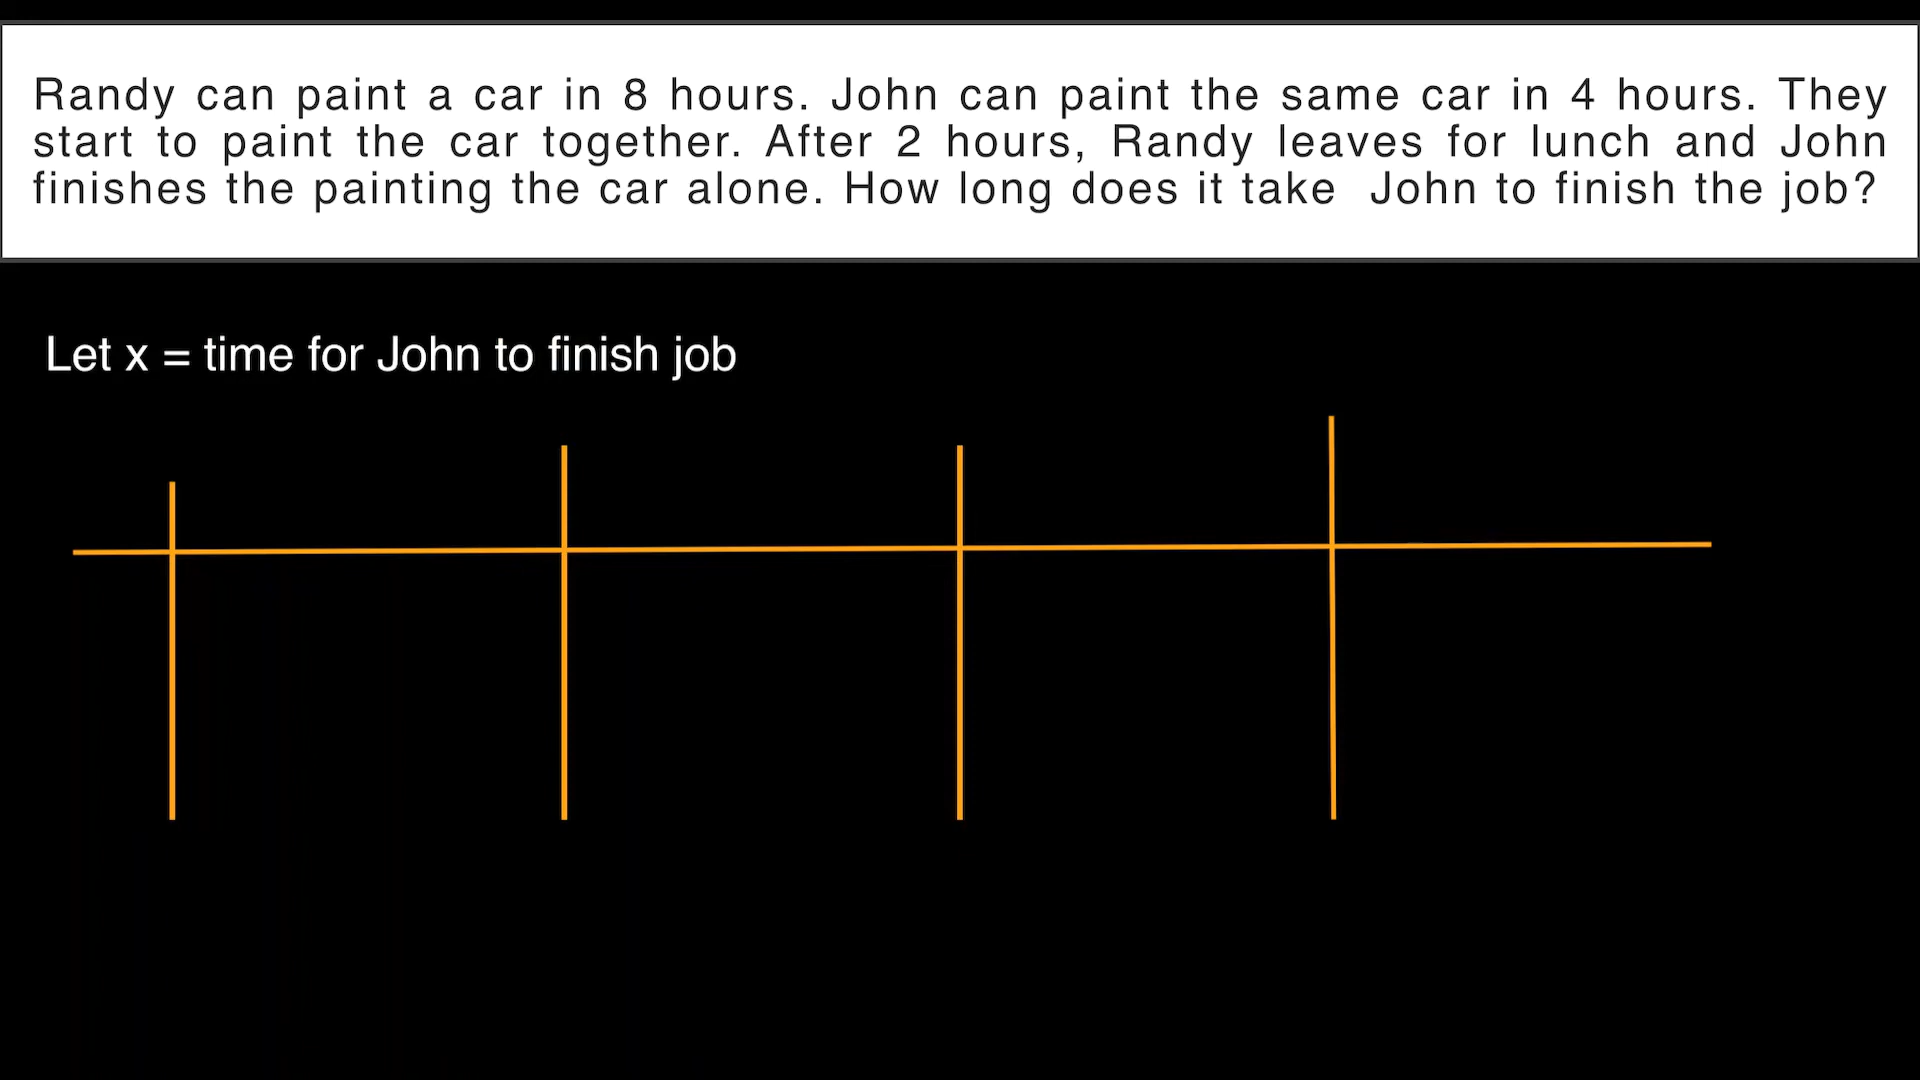 Randy can paint a car in 8 hours. John can paint the same car in 4 hours. They
start to paint the car together. After 2 hours, Randy leaves for lunch and John
finishes the painting the car alone. How long does it take John to finish the job?
Let x = time for John to finish job